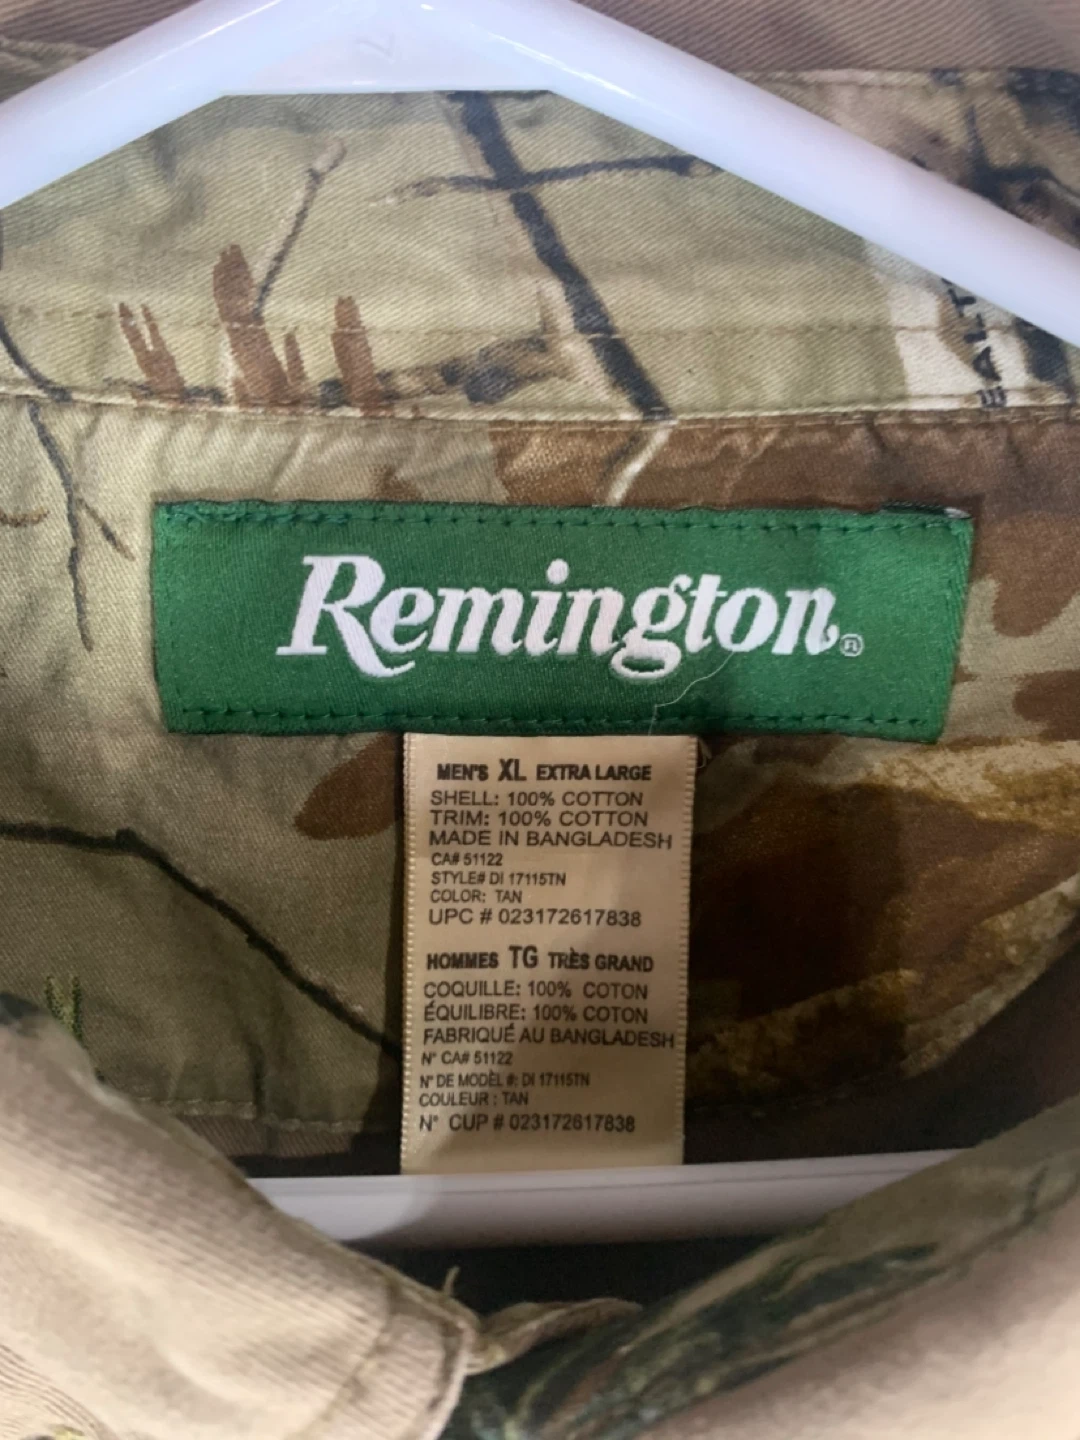 EALT
Remington®
MEN'S XL EXTRA LARGE
SHELL: 100% COTTON
TRIM: 100% COTTON
MADE IN BANGLADESH
CA# 51122
STYLE# DI 17115TN
COLOR: TAN
UPC # 023172617838
HOMMES TG TRÈS GRAND
COQUILLE: 100% COTON
ÉQUILIBRE: 100% COTON
FABRIQUÉ AU BANGLADESH
N° CA# 51122
N° DE MODÈL #: DI 17115TN
COULEUR : TAN
N° CUP # 023172617838